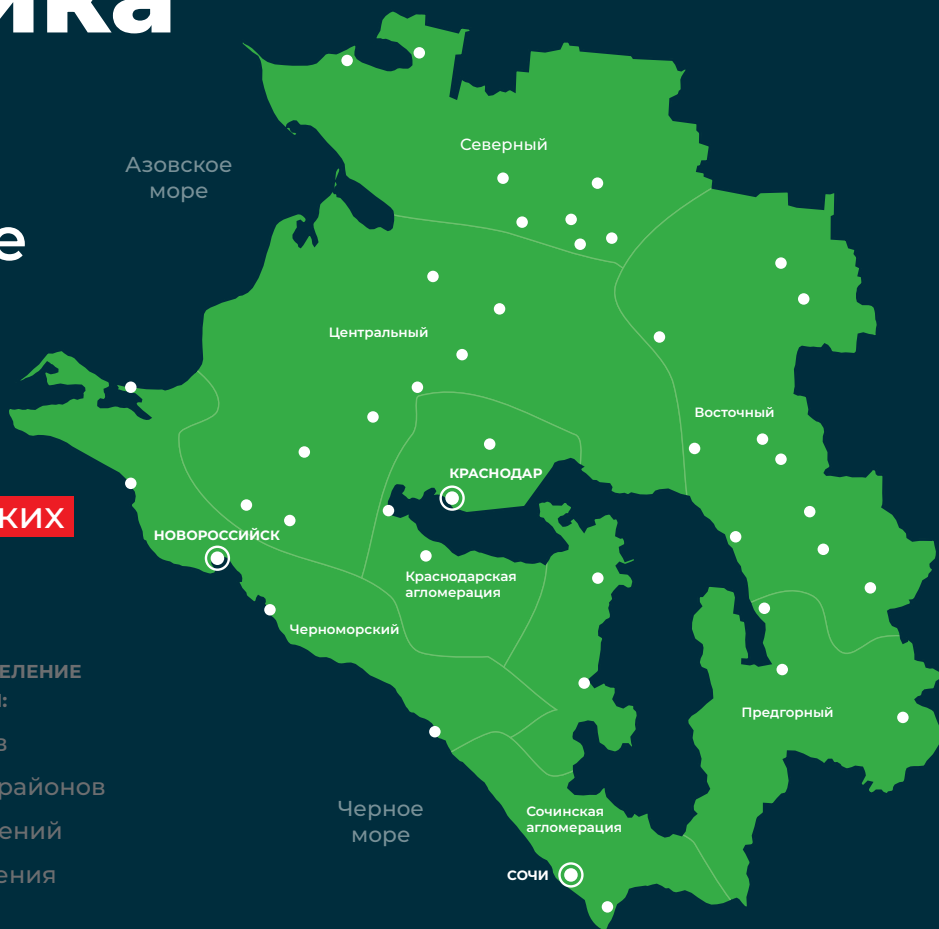 Северный
Азовское
море
Центральный
Восточный
КРАСНОДАР
ких
НОВОРОССИЙСК
Краснодарская
агломерация
Черноморский
ЕЛЕНИЕ
Предгорный
в
районов
Черное
море
ений
Сочинская
агломерация
ения
СОЧИ